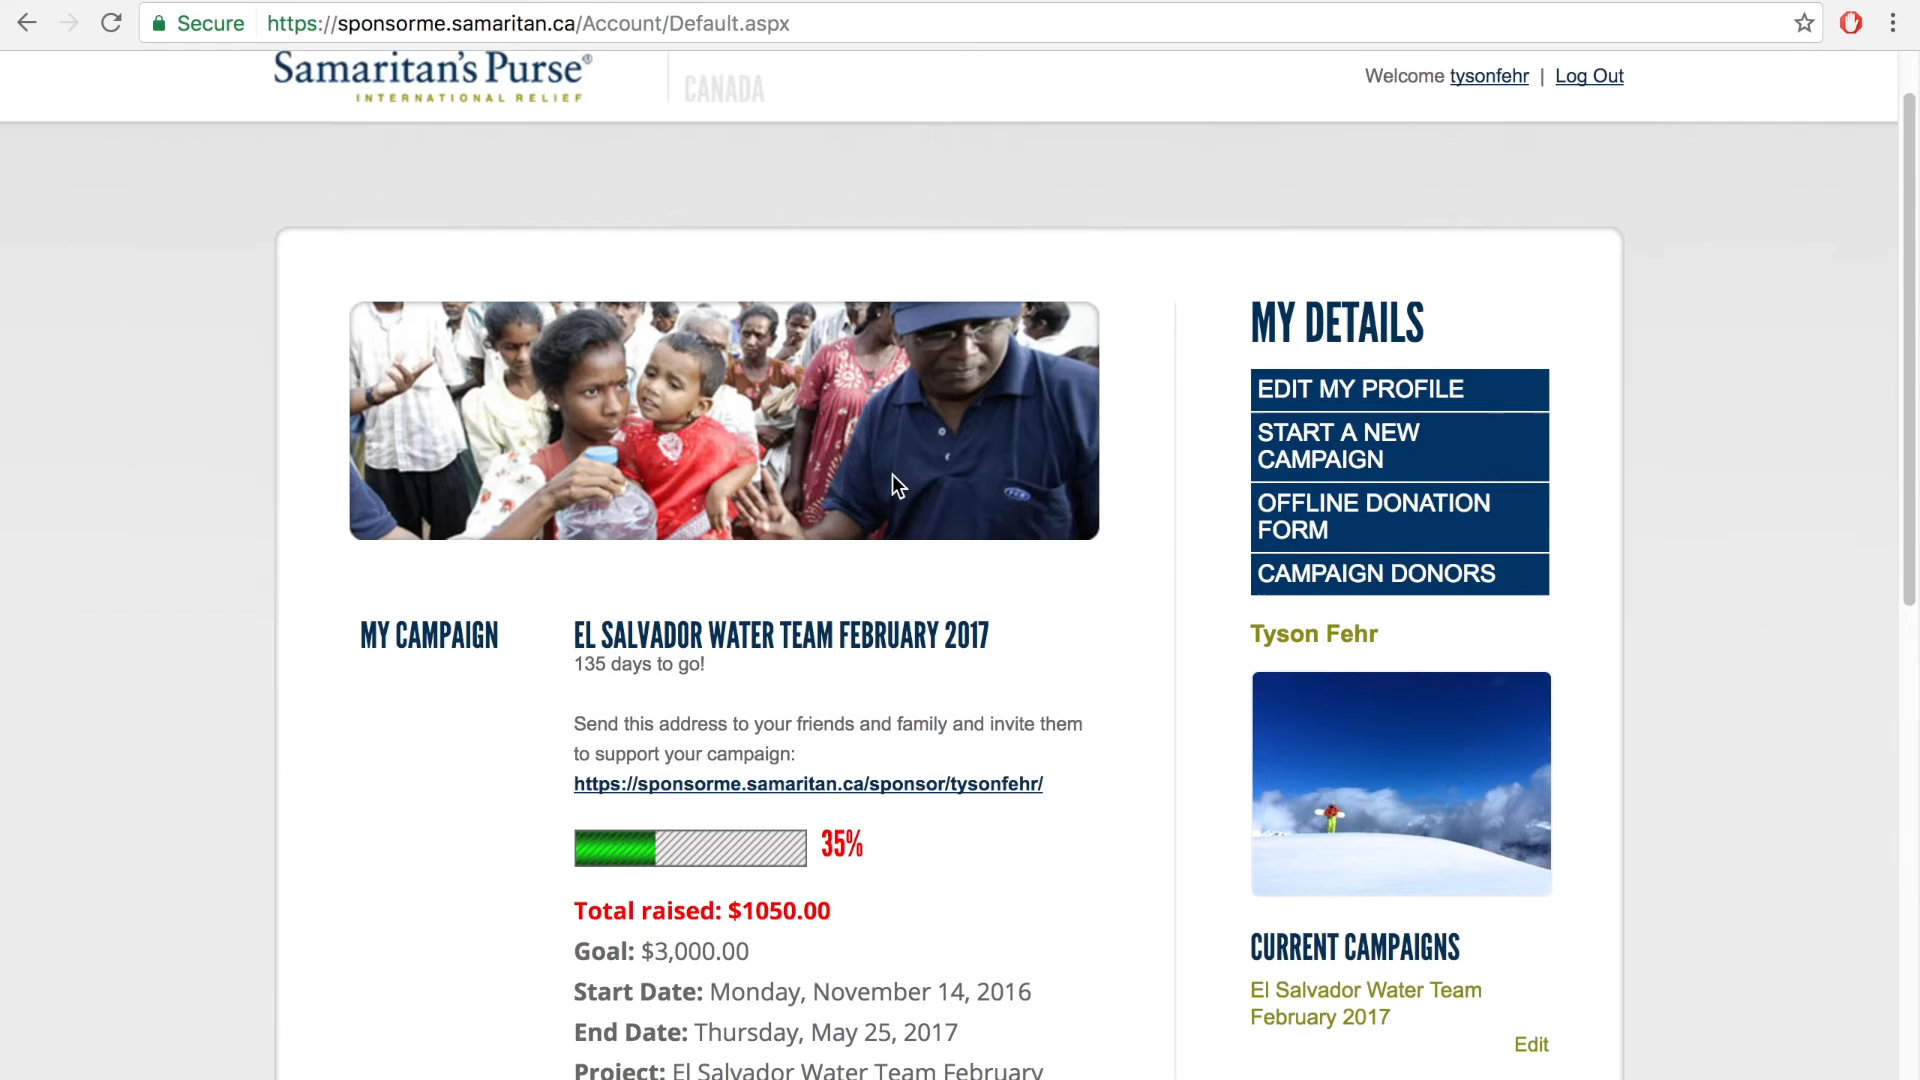 Secure https://sponsorme.samaritan.ca/Account/Default.aspx
Samaritan's Purse®
INTERNATIONAL RELIEF
CANADA
Welcome tysonfehr | Log Out
MY DETAILS
EDIT MY PROFILE
START A NEW
CAMPAIGN
OFFLINE DONATION
FORM
CAMPAIGN DONORS
Tyson Fehr
MY CAMPAIGN
EL SALVADOR WATER TEAM FEBRUARY 2017
135 days to go!
Send this address to your friends and family and invite them
to support your campaign:
https://sponsorme.samaritan.ca/sponsor/tysonfehr/
35%
Total raised: $1050.00
Goal: $3,000.00
Start Date: Monday, November 14, 2016
End Date: Thursday, May 25, 2017
Project: El Salvador Water Team February
CURRENT CAMPAIGNS
El Salvador Water Team
February 2017
Edit